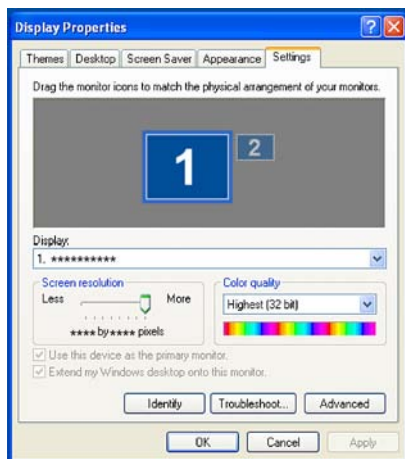 Display Properties
Themes Desktop Screen Saver Appearance Settings
Drag the monitor icons to match the physical arrangement of your monitors.
1 2
Display:
1. **********
Screen resolution
Less More
**** by **** pixels
Color quality
Highest (32 bit)
Use this device as the primary monitor.
Extend my Windows desktop onto this monitor.
Identify Troubleshoot... Advanced
OK Cancel Apply